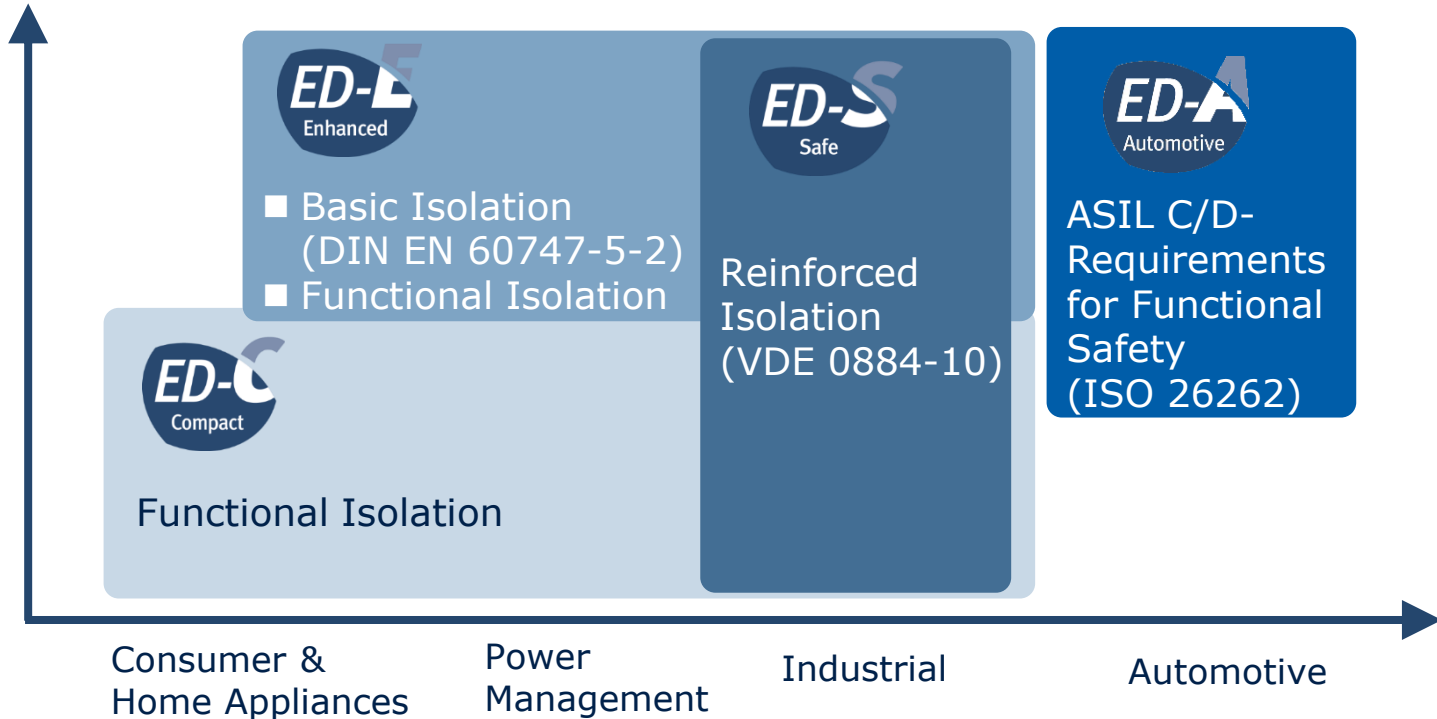 ED-E
Enhanced
■ Basic Isolation
(DIN EN 60747-5-2)
■ Functional Isolation
ED-S
Safe
Reinforced
Isolation
(VDE 0884-10)
ED-A
Automotive
ASIL C/D-
Requirements
for Functional
Safety
(ISO 26262)
ED-C
Compact
Functional Isolation
Consumer &
Home Appliances
Power
Management
Industrial
Automotive